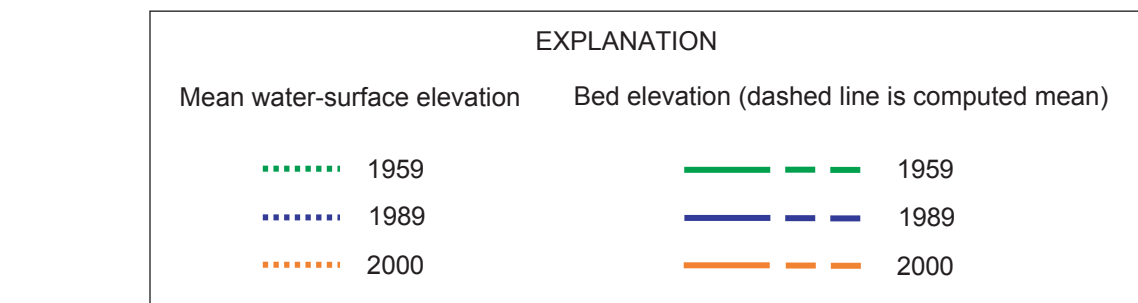 EXPLANATION
Mean water-surface elevation
Bed elevation (dashed line is computed mean)
1959
1959
1989
1989
2000
2000